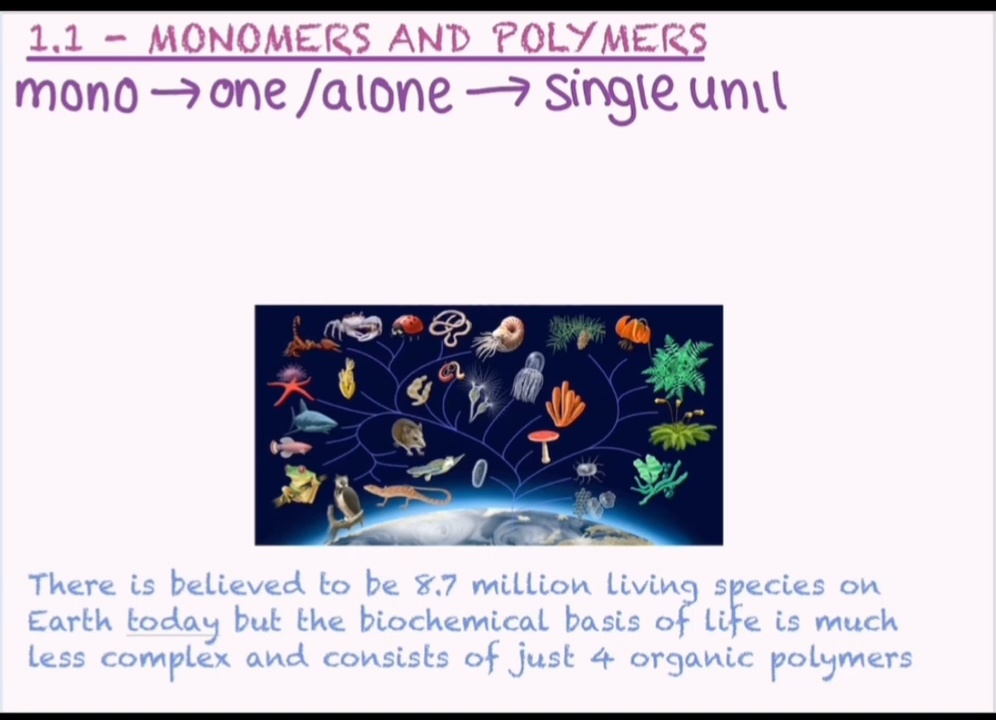 1.1 - MONOMERS AND POLYMERS
mono → one/alone → single unil
There is believed to be 8.7 million living species on
Earth today but the biochemical basis of life is much
less complex and consists of just 4 organic polymers